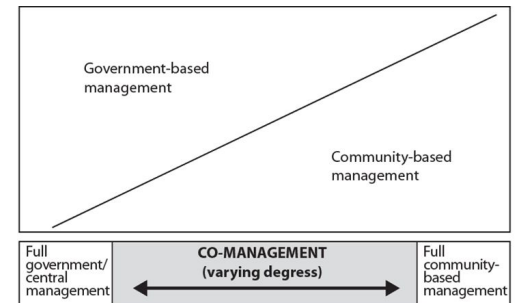 Government-based
management
Community-based
management
Full
government/
central
management
CO-MANAGEMENT
(varying degress)
Full
community-
based
management